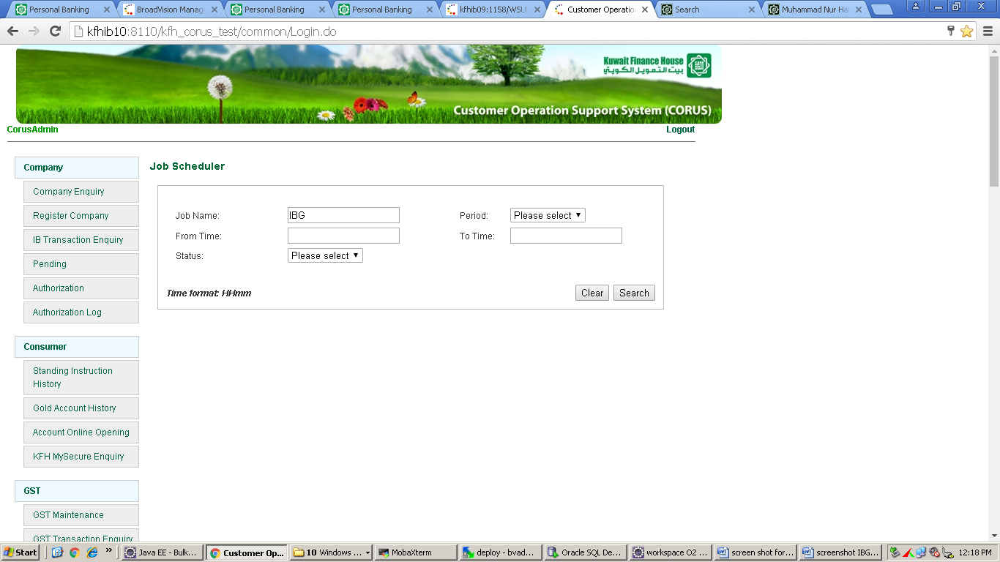 Personal Banking
BroadVision Manag
Personal Banking
Personal Banking
kfhib09:1158/WSUI
Customer Operatio
Search
Muhammad Nur Ha
kfhib10:8110/kfh_corus_test/common/Login.do
Kuwait Finance House
بيت التمويل الكويتي
Customer Operation Support System (CORUS)
CorusAdmin
Logout
Company
Company Enquiry
Register Company
IB Transaction Enquiry
Pending
Authorization
Authorization Log
Consumer
Standing Instruction
History
Gold Account History
Account Online Opening
KFH MySecure Enquiry
GST
GST Maintenance
GST Transaction Enquiry
Job Scheduler
Job Name:
IBG
Period:
Please select
From Time:
To Time:
Status:
Please select
Time format: HHmm
Clear
Search
Start
»
Java EE - Bulk...
Customer Op...
10 Windows ...
MobaXterm
deploy - bvad...
Oracle SQL De...
workspace O2 ...
screen shot for...
screenshot IBG...
12:18 PM